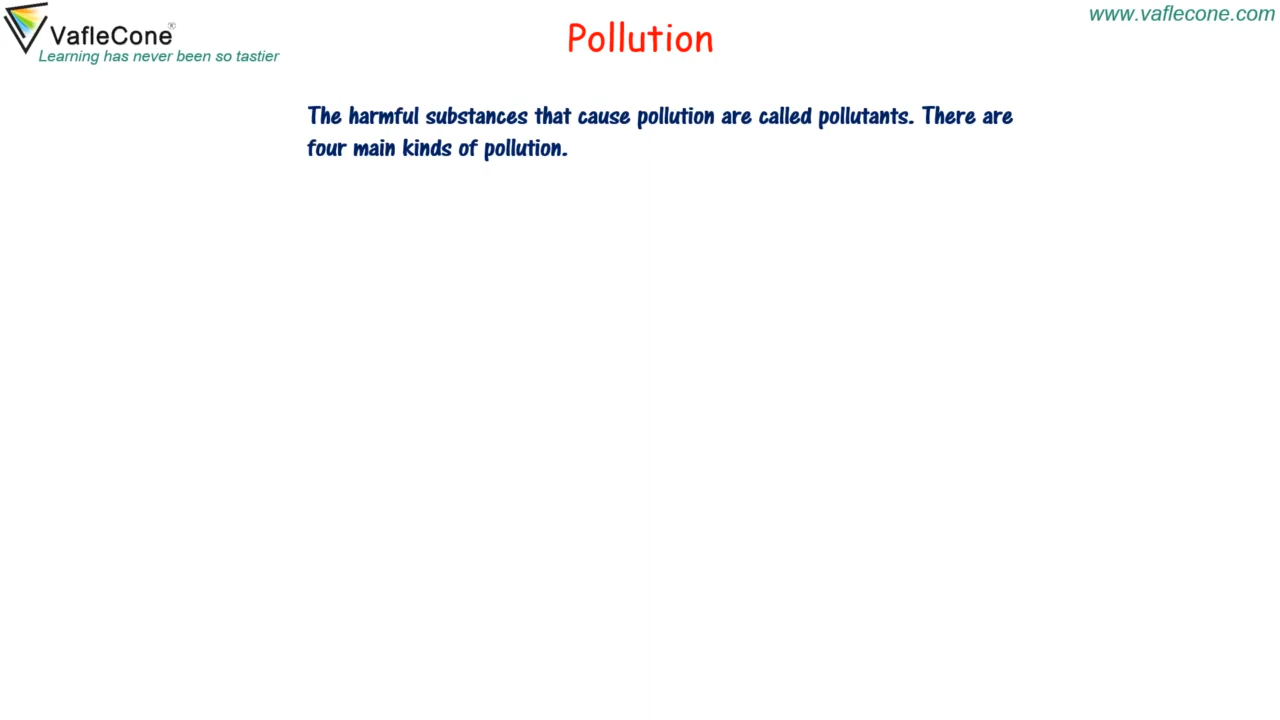 VafleCone®
Learning has never been so tastier
Pollution
www.vaflecone.com
The harmful substances that cause pollution are called pollutants. There are
four main kinds of pollution.